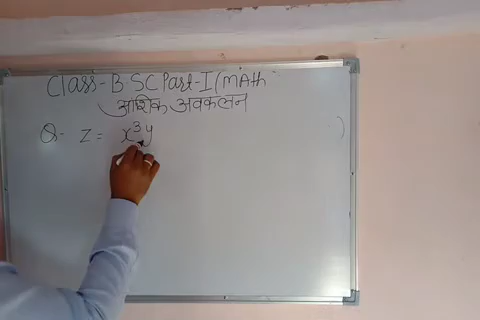 Class-B.SC Part-I (MAth
आंशिक अवकलन
Q- z = x³y